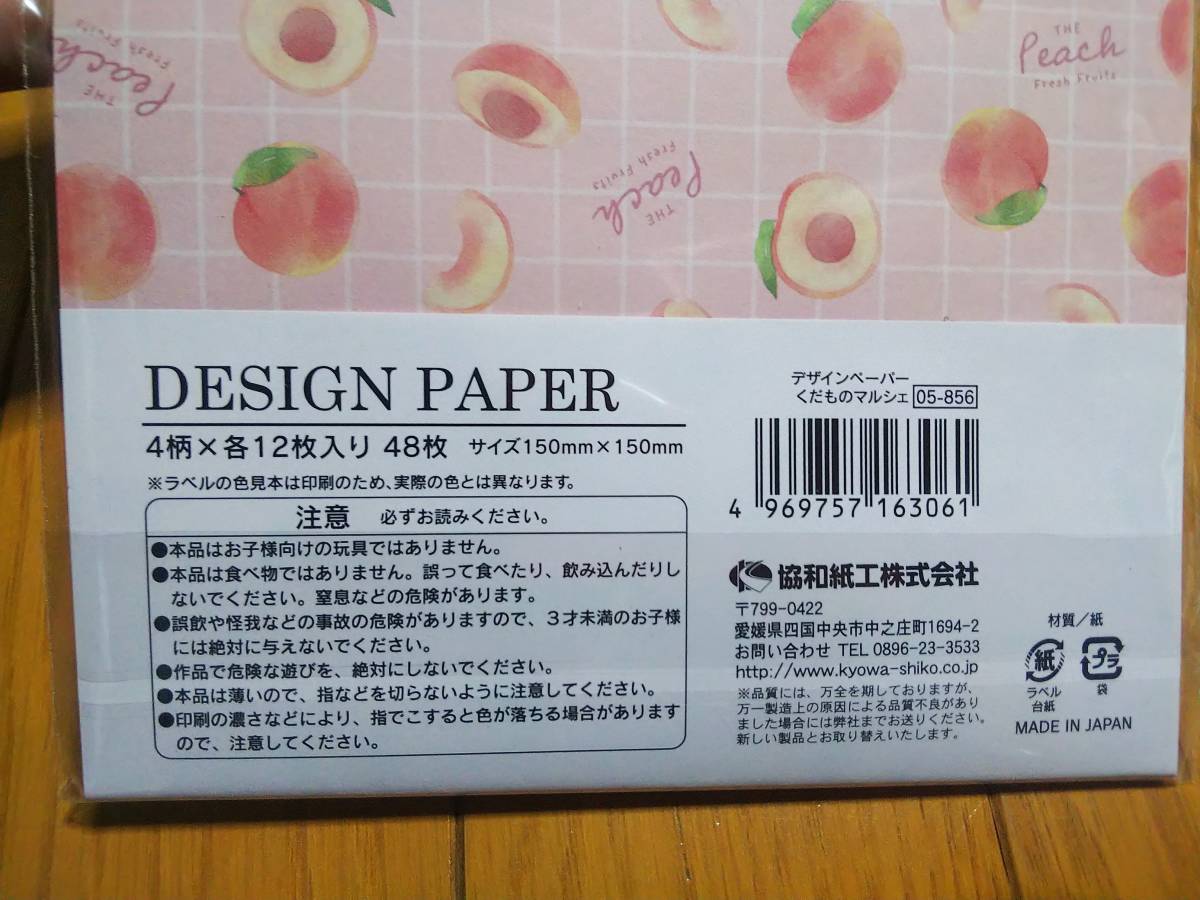 THE
Peach
Fresh Fruits
THE
Peach
Fresh Fruits
THE
Peach
Fresh Fruits
DESIGN PAPER
4柄×各12枚入り 48枚 サイズ150mm×150mm
※ラベルの色見本は印刷のため、実際の色とは異なります。
注意 必ずお読みください。
●本品はお子様向けの玩具ではありません。
●本品は食べ物ではありません。誤って食べたり、飲み込んだりし
ないでください。窒息などの危険があります。
●誤飲や怪我などの事故の危険がありますので、3才未満のお子様
には絶対に与えないでください。
●作品で危険な遊びを、絶対にしないでください。
●本品は薄いので、指などを切らないように注意してください。
●印刷の濃さなどにより、指でこすると色が落ちる場合があります
ので、注意してください。
デザインペーパー
くだものマルシェ 05-856
4 969757 163061
協和紙工株式会社
〒799-0422
愛媛県四国中央市中之庄町1694-2
お問い合わせ TEL 0896-23-3533
http://www.kyowa-shiko.co.jp
※品質には、万全を期しておりますが、
万一製造上の原因による品質不良があり
ました場合には弊社までお送りください。
新しい製品とお取り替えいたします。
材質／紙
紙
プラ
ラベル
台紙
袋
MADE IN JAPAN